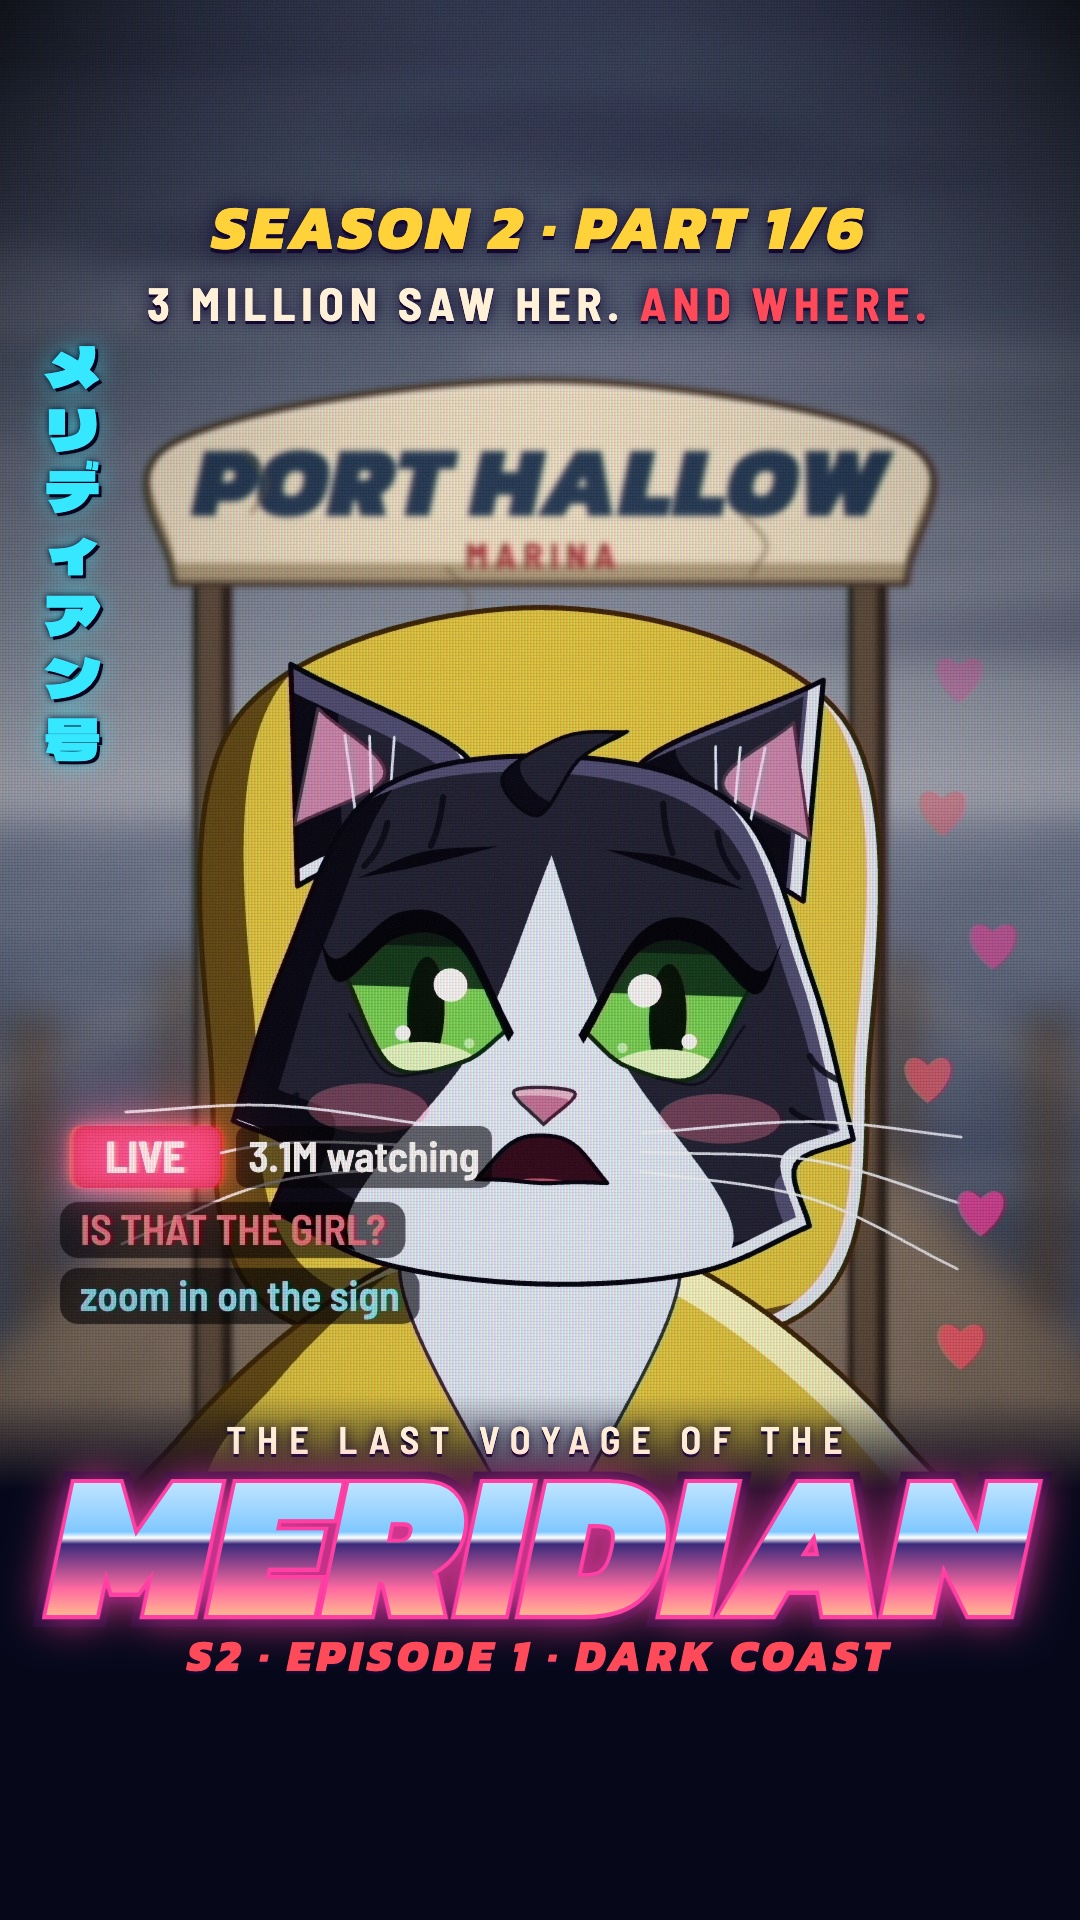 SEASON 2 · PART 1/6
3 MILLION SAW HER. AND WHERE.
メリディアン号
PORT HALLOW
MARINA
LIVE
3.1M watching
IS THAT THE GIRL?
zoom in on the sign
THE LAST VOYAGE OF THE
MERIDIAN
S2 · EPISODE 1 · DARK COAST